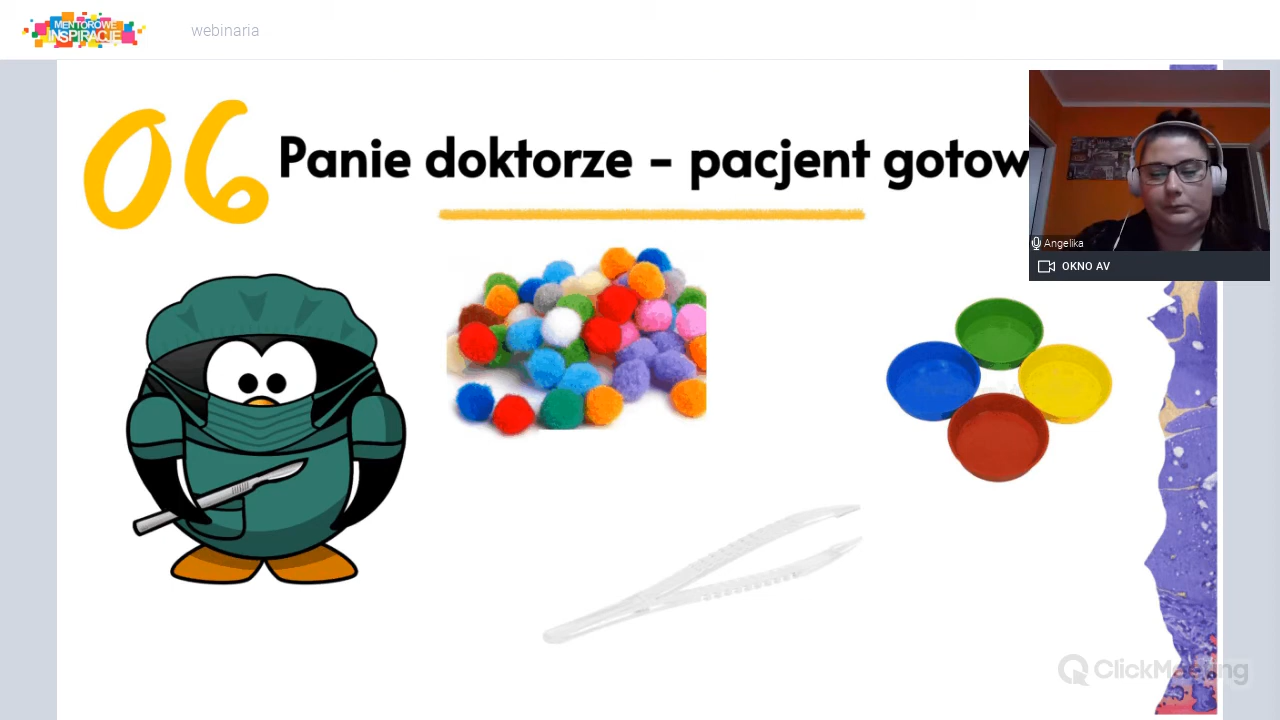 MENTOROWE
INSPIRACJE
webinaria
06
Panie doktorze - pacjent gotow
Angelika
OKNO AV
ClickMeeting